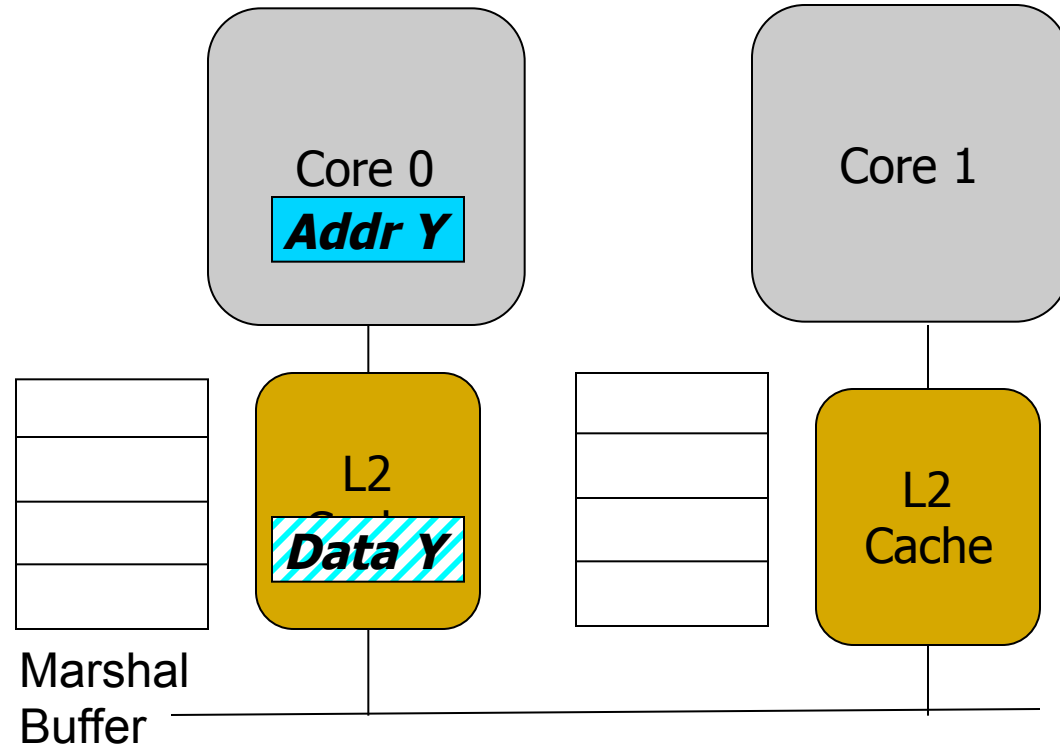 Core 0
Addr Y
Core 1
L2
Data Y
L2
Cache
Marshal
Buffer